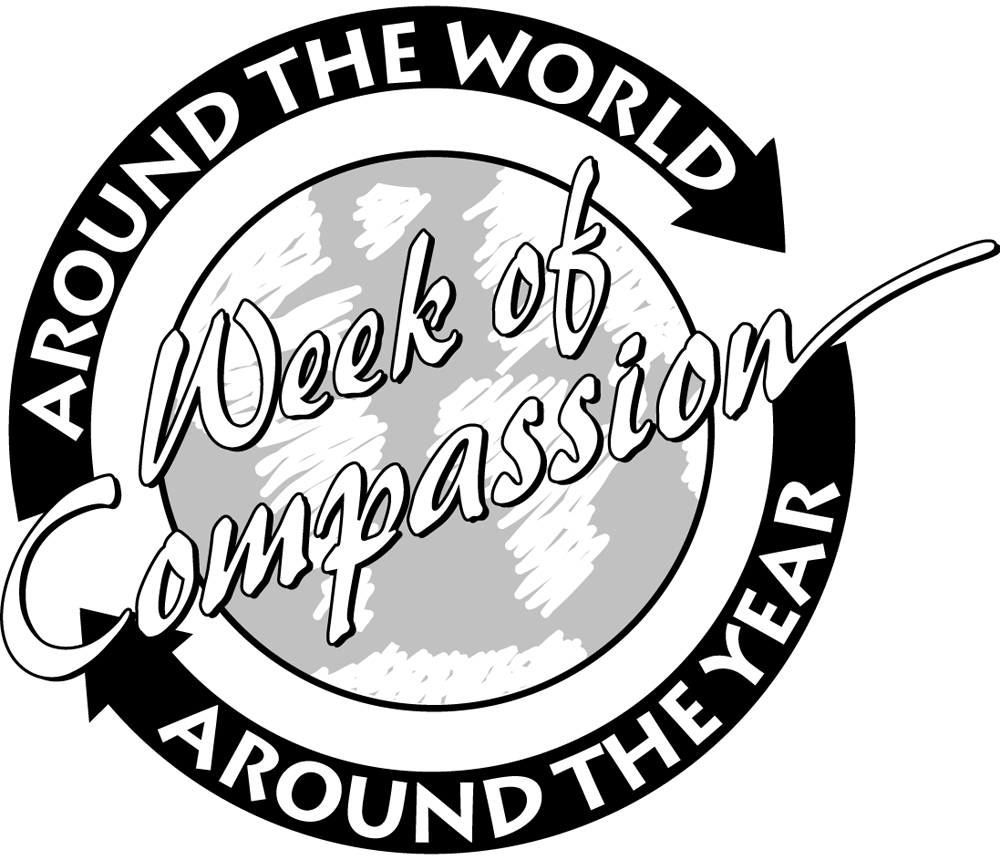 AROUND THE WORLD
Week of
Compassion
AROUND THE YEAR